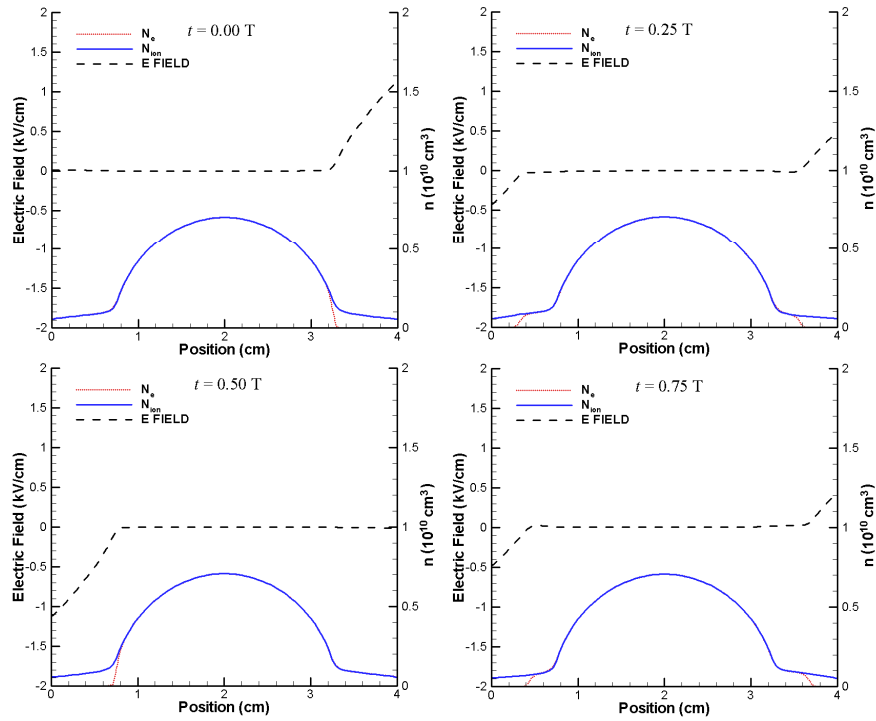 t = 0.00 T
N_e
N_ion
E FIELD
Electric Field (kV/cm)
2
1.5
1
0.5
0
-0.5
-1
-1.5
-2
n (10^10 cm^3)
2
1.5
1
0.5
0
0
1
2
3
4
Position (cm)
t = 0.25 T
N_e
N_ion
E FIELD
Electric Field (kV/cm)
2
1.5
1
0.5
0
-0.5
-1
-1.5
-2
n (10^10 cm^3)
2
1.5
1
0.5
0
0
1
2
3
4
Position (cm)
t = 0.50 T
N_e
N_ion
E FIELD
Electric Field (kV/cm)
2
1.5
1
0.5
0
-0.5
-1
-1.5
-2
n (10^10 cm^3)
2
1.5
1
0.5
0
0
1
2
3
4
Position (cm)
t = 0.75 T
N_e
N_ion
E FIELD
Electric Field (kV/cm)
2
1.5
1
0.5
0
-0.5
-1
-1.5
-2
n (10^10 cm^3)
2
1.5
1
0.5
0
0
1
2
3
4
Position (cm)